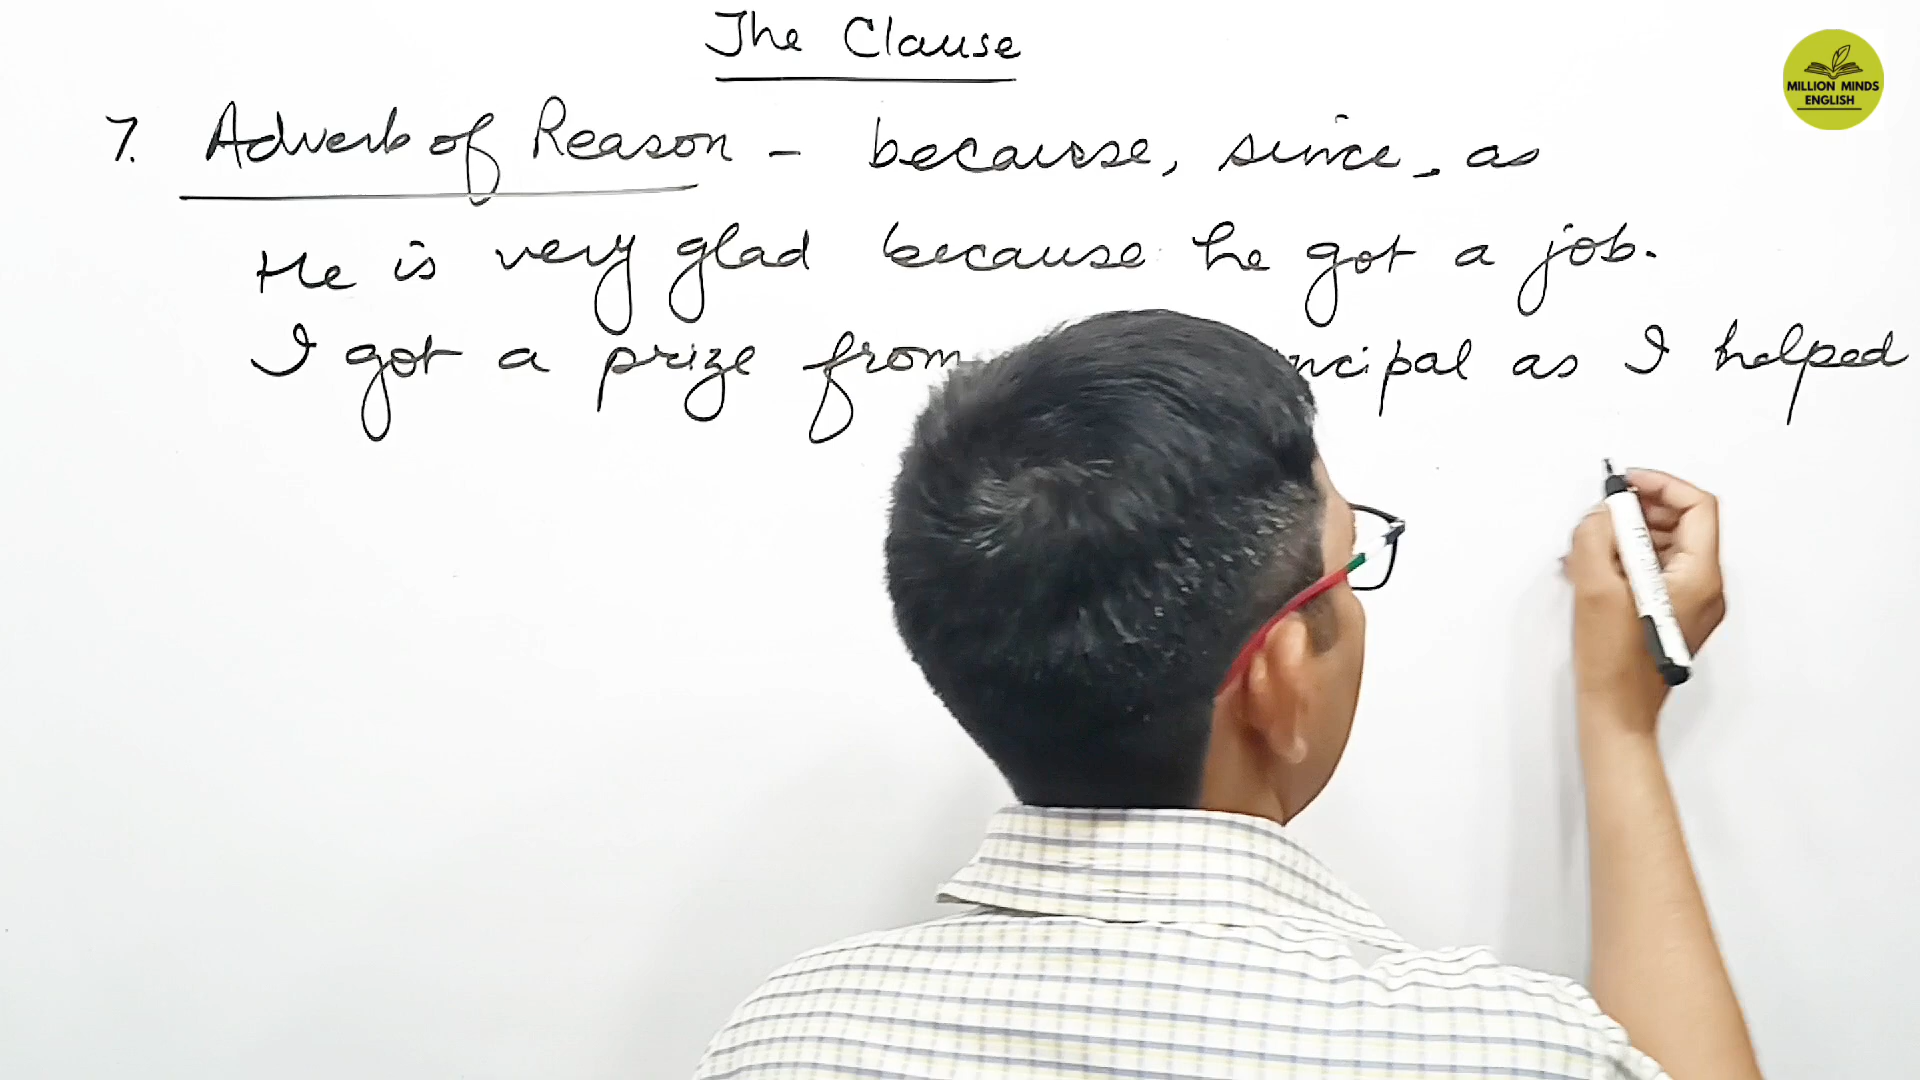 The Clause
MILLION MINDS
ENGLISH
7. Adverb of Reason - because, since, as
He is very glad because he got a job.
I got a prize from ncipal as I helped